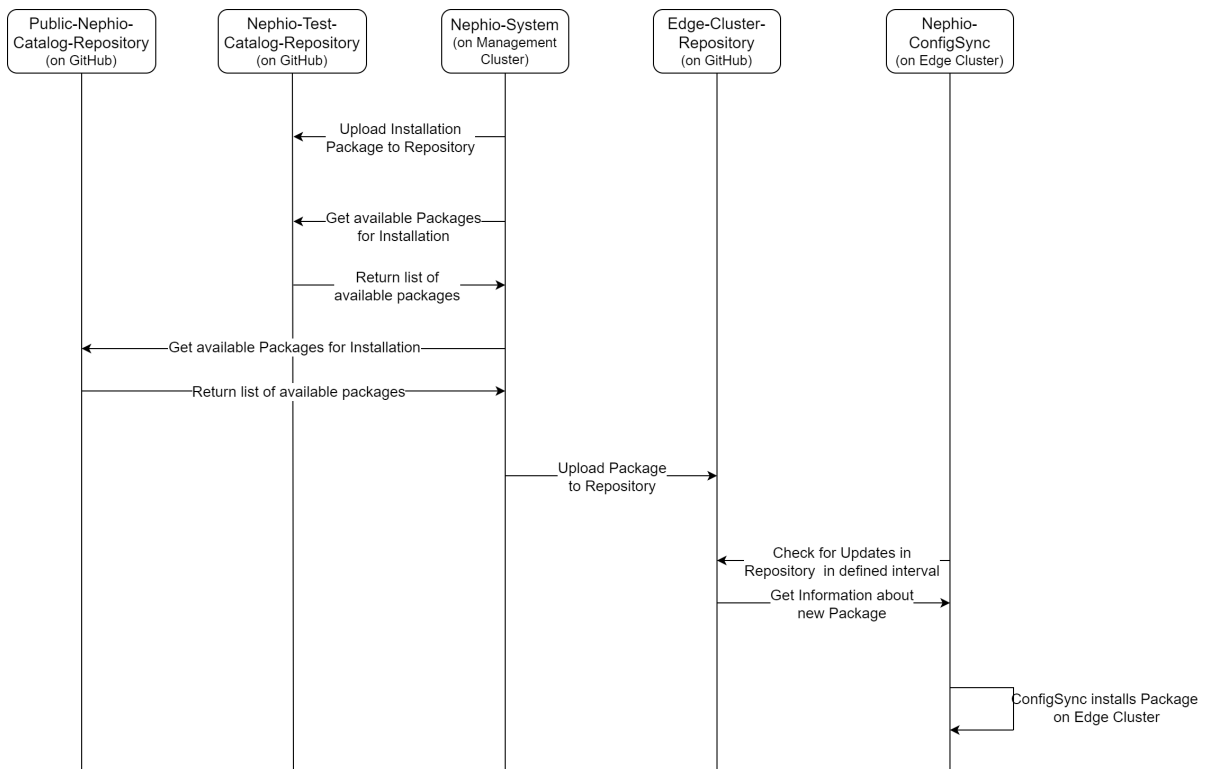 Public-Nephio-
Catalog-Repository
(on GitHub)
Nephio-Test-
Catalog-Repository
(on GitHub)
Nephio-System
(on Management
Cluster)
Edge-Cluster-
Repository
(on GitHub)
Nephio-
ConfigSync
(on Edge Cluster)
Upload Installation
Package to Repository
Get available Packages
for Installation
Return list of
available packages
Get available Packages for Installation
Return list of available packages
Upload Package
to Repository
Check for Updates in
Repository  in defined interval
Get Information about
new Package
ConfigSync installs Package
on Edge Cluster